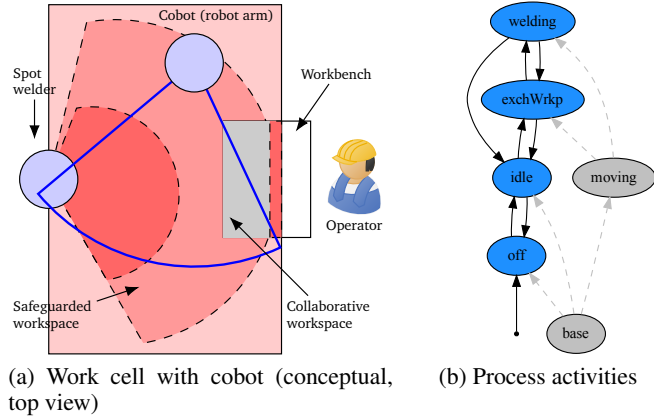 Cobot (robot arm)
Spot
welder
Workbench
Operator
Safeguarded
workspace
Collaborative
workspace
(a) Work cell with cobot (conceptual,
top view)
welding
exchWrkp
idle
moving
off
base
(b) Process activities